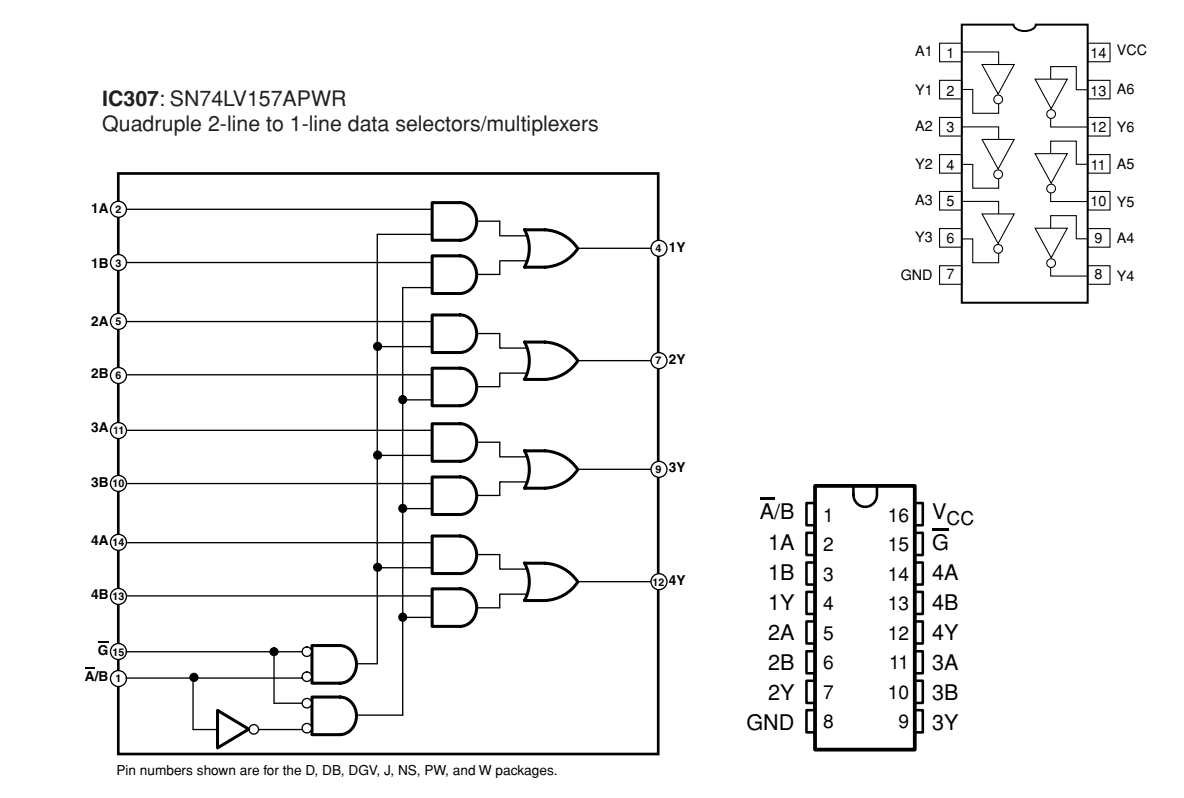 IC307: SN74LV157APWR
Quadruple 2-line to 1-line data selectors/multiplexers
1A 2
1B 3
4 1Y
2A 5
2B 6
7 2Y
3A 11
3B 10
9 3Y
4A 14
4B 13
12 4Y
G̅ 15
A̅/B 1
Pin numbers shown are for the D, DB, DGV, J, NS, PW, and W packages.
A1 1 14 VCC
Y1 2 13 A6
A2 3 12 Y6
Y2 4 11 A5
A3 5 10 Y5
Y3 6 9 A4
GND 7 8 Y4
A̅/B 1 16 VCC
1A 2 15 G̅
1B 3 14 4A
1Y 4 13 4B
2A 5 12 4Y
2B 6 11 3A
2Y 7 10 3B
GND 8 9 3Y